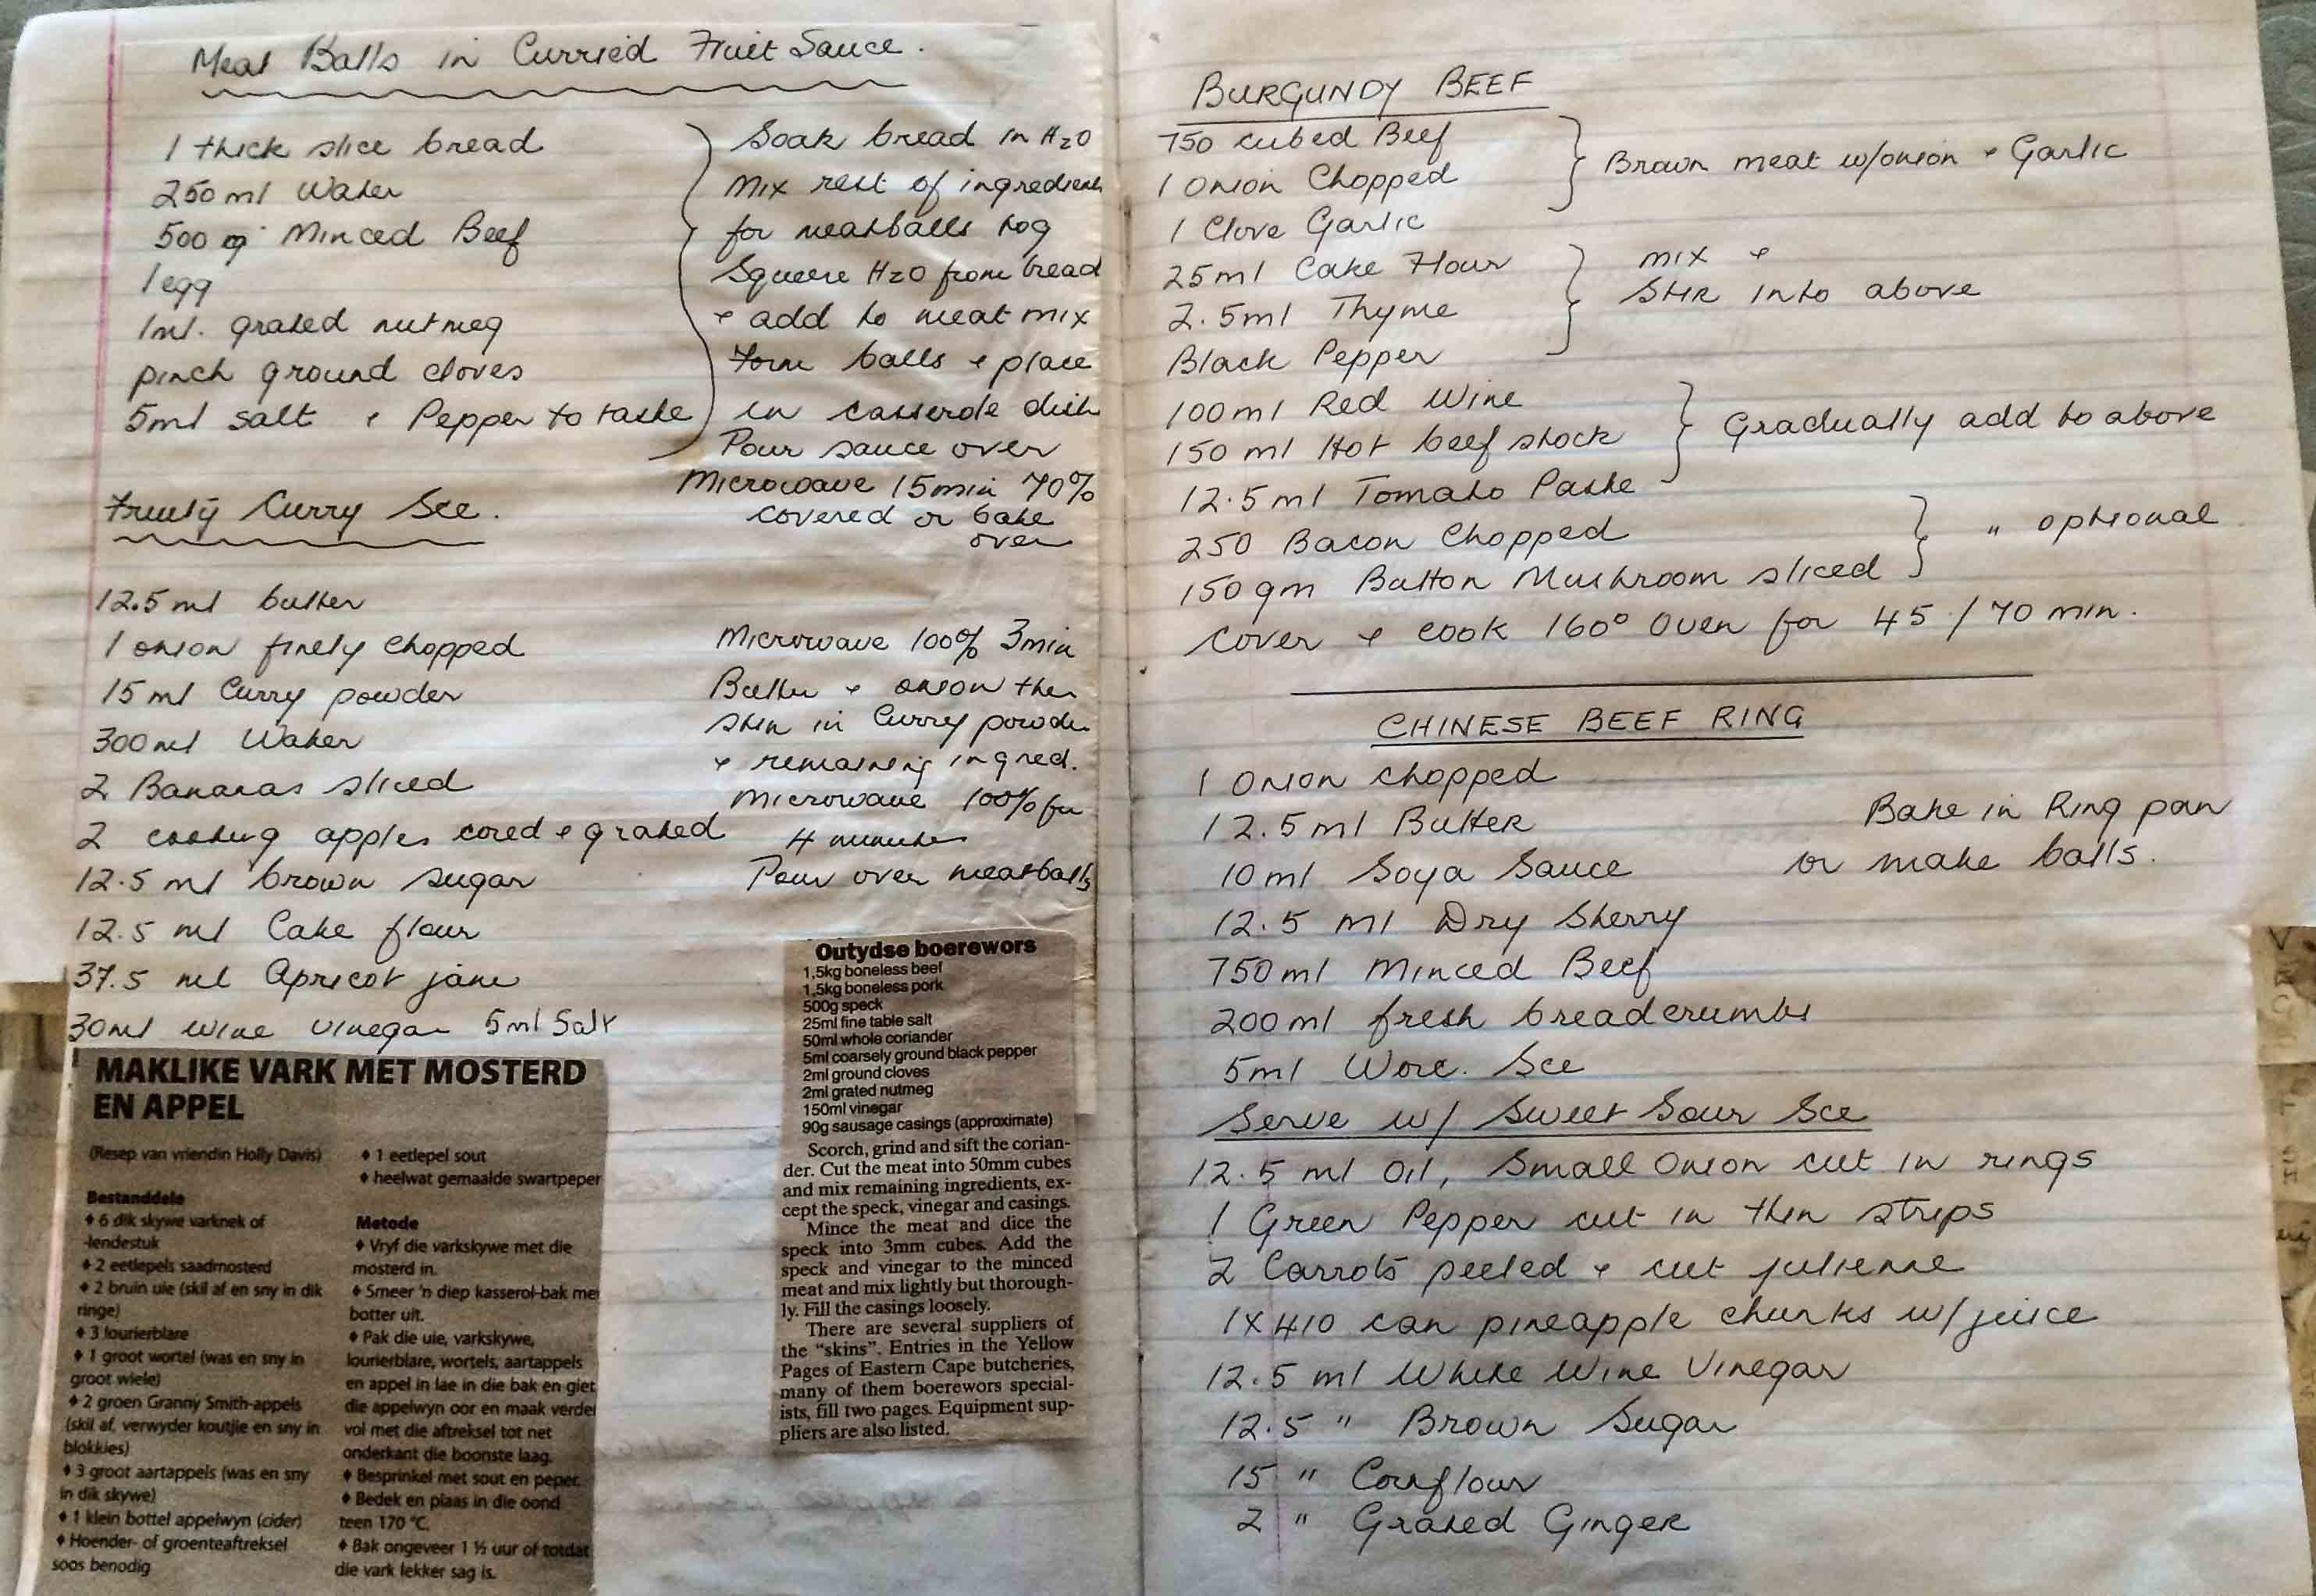 Meat Balls in Curried Fruit Sauce.
1 thick slice bread
250 ml Water
500 g Minced Beef
1 egg
1ml. grated nutmeg
pinch ground cloves
5ml salt & Pepper to taste
Soak bread in H2O
Mix rest of ingredients
for meatballs tog
Squeeze H2O from bread
& add to meat mix
Form balls & place
in casserole dish
Pour sauce over
Microwave 15min 70%
covered or bake
oven
Fruity Curry Sce.
12.5 ml butter
1 onion finely chopped
15 ml Curry powder
300 ml Water
2 Bananas sliced
2 cooking apples cored & grated
12.5 ml brown sugar
12.5 ml Cake flour
37.5 ml Apricot jam
30ml wine vinegar 5ml Salt
Microwave 100% 3min
Butter & onion then
stir in Curry powder
& remaining ingred.
Microwave 100% for
4 minutes
Pour over meatballs
MAKLIKE VARK MET MOSTERD
EN APPEL
(Resep van vriendin Holly Davis)
Bestanddele
♦ 6 dik skywe varknek of
-lendestuk
♦ 2 eetlepels saadmosterd
♦ 2 bruin uie (skil af en sny in dik
ringe)
♦ 3 lourierblare
♦ 1 groot wortel (was en sny in
groot wiele)
♦ 2 groen Granny Smith-appels
(skil af, verwyder koutjie en sny in
blokkies)
♦ 3 groot aartappels (was en sny
in dik skywe)
♦ 1 klein bottel appelwyn (cider)
♦ Hoender- of groenteaftreksel
soos benodig
♦ 1 eetlepel sout
♦ heelwat gemaalde swartpeper
Metode
♦ Vryf die varkskywe met die
mosterd in.
♦ Smeer 'n diep kasserol-bak me
botter uit.
♦ Pak die uie, varkskywe,
lourierblare, wortels, aartappels
en appel in lae in die bak en giet
die appelwyn oor en maak verder
vol met die aftreksel tot net
onderkant die boonste laag.
♦ Besprinkel met sout en peper.
♦ Bedek en plaas in die oond
teen 170 °C.
♦ Bak ongeveer 1 ½ uur of totdat
die vark lekker sag is.
Outydse boerewors
1,5kg boneless beef
1,5kg boneless pork
500g speck
25ml fine table salt
50ml whole coriander
5ml coarsely ground black pepper
2ml ground cloves
2ml grated nutmeg
150ml vinegar
90g sausage casings (approximate)
Scorch, grind and sift the corian-
der. Cut the meat into 50mm cubes
and mix remaining ingredients, ex-
cept the speck, vinegar and casings.
Mince the meat and dice the
speck into 3mm cubes. Add the
speck and vinegar to the minced
meat and mix lightly but thorough-
ly. Fill the casings loosely.
There are several suppliers of
the “skins”. Entries in the Yellow
Pages of Eastern Cape butcheries,
many of them boerewors special-
ists, fill two pages. Equipment sup-
pliers are also listed.
BURGUNDY BEEF
750 cubed Beef
1 Onion Chopped
1 Clove Garlic
Brown meat w/onion & Garlic
25ml Cake Flour
2.5ml Thyme
Black Pepper
mix &
Stir into above
100ml Red Wine
150 ml Hot beef stock
12.5 ml Tomato Paste
Gradually add to above
250 Bacon Chopped
150gm Button Mushroom sliced
" optional
Cover & cook 160° Oven for 45/70 min.
CHINESE BEEF RING
1 Onion chopped
12.5ml Butter
10ml Soya Sauce
12.5 ml Dry Sherry
750ml Minced Beef
200ml fresh breadcrumbs
5ml Worc. Sce
Bake in Ring pan
or make balls.
Serve w/ Sweet Sour Sce
12.5 ml Oil, Small Onion cut in rings
1 Green Pepper cut in thin strips
2 Carrots peeled & cut julienne
1x410 can pineapple chunks w/juice
12.5 ml White Wine Vinegar
12.5 " Brown Sugar
15 " Cornflour
2 " Grated Ginger